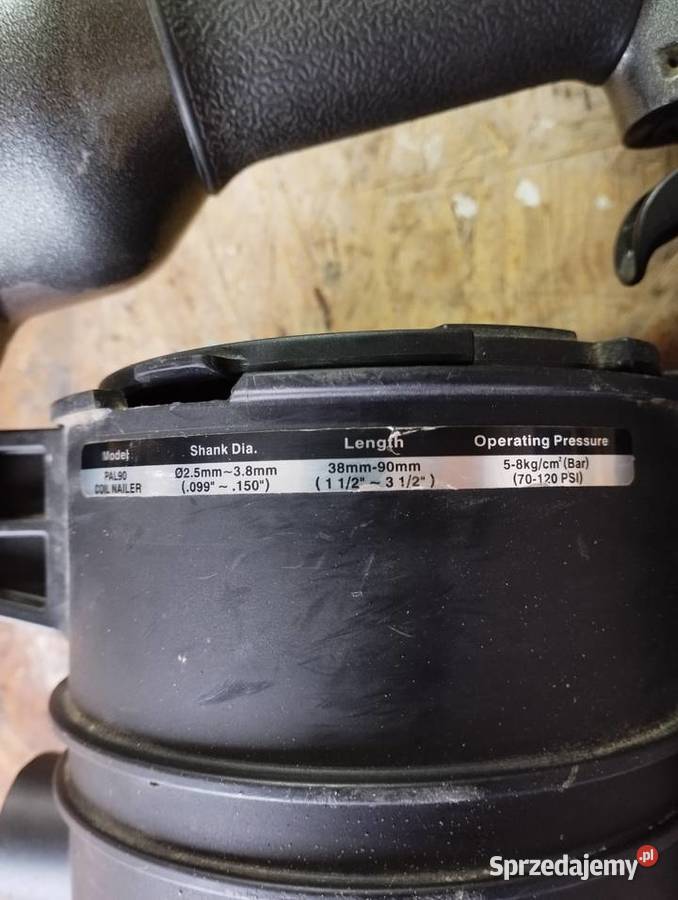 Model Shank Dia. Length Operating Pressure
PAL90 Ø2.5mm~3.8mm 38mm-90mm 5-8kg/cm²(Bar)
COIL NAILER (.099" ~ .150") ( 1 1/2" ~ 3 1/2" ) (70-120 PSI)
Sprzedajemy.pl